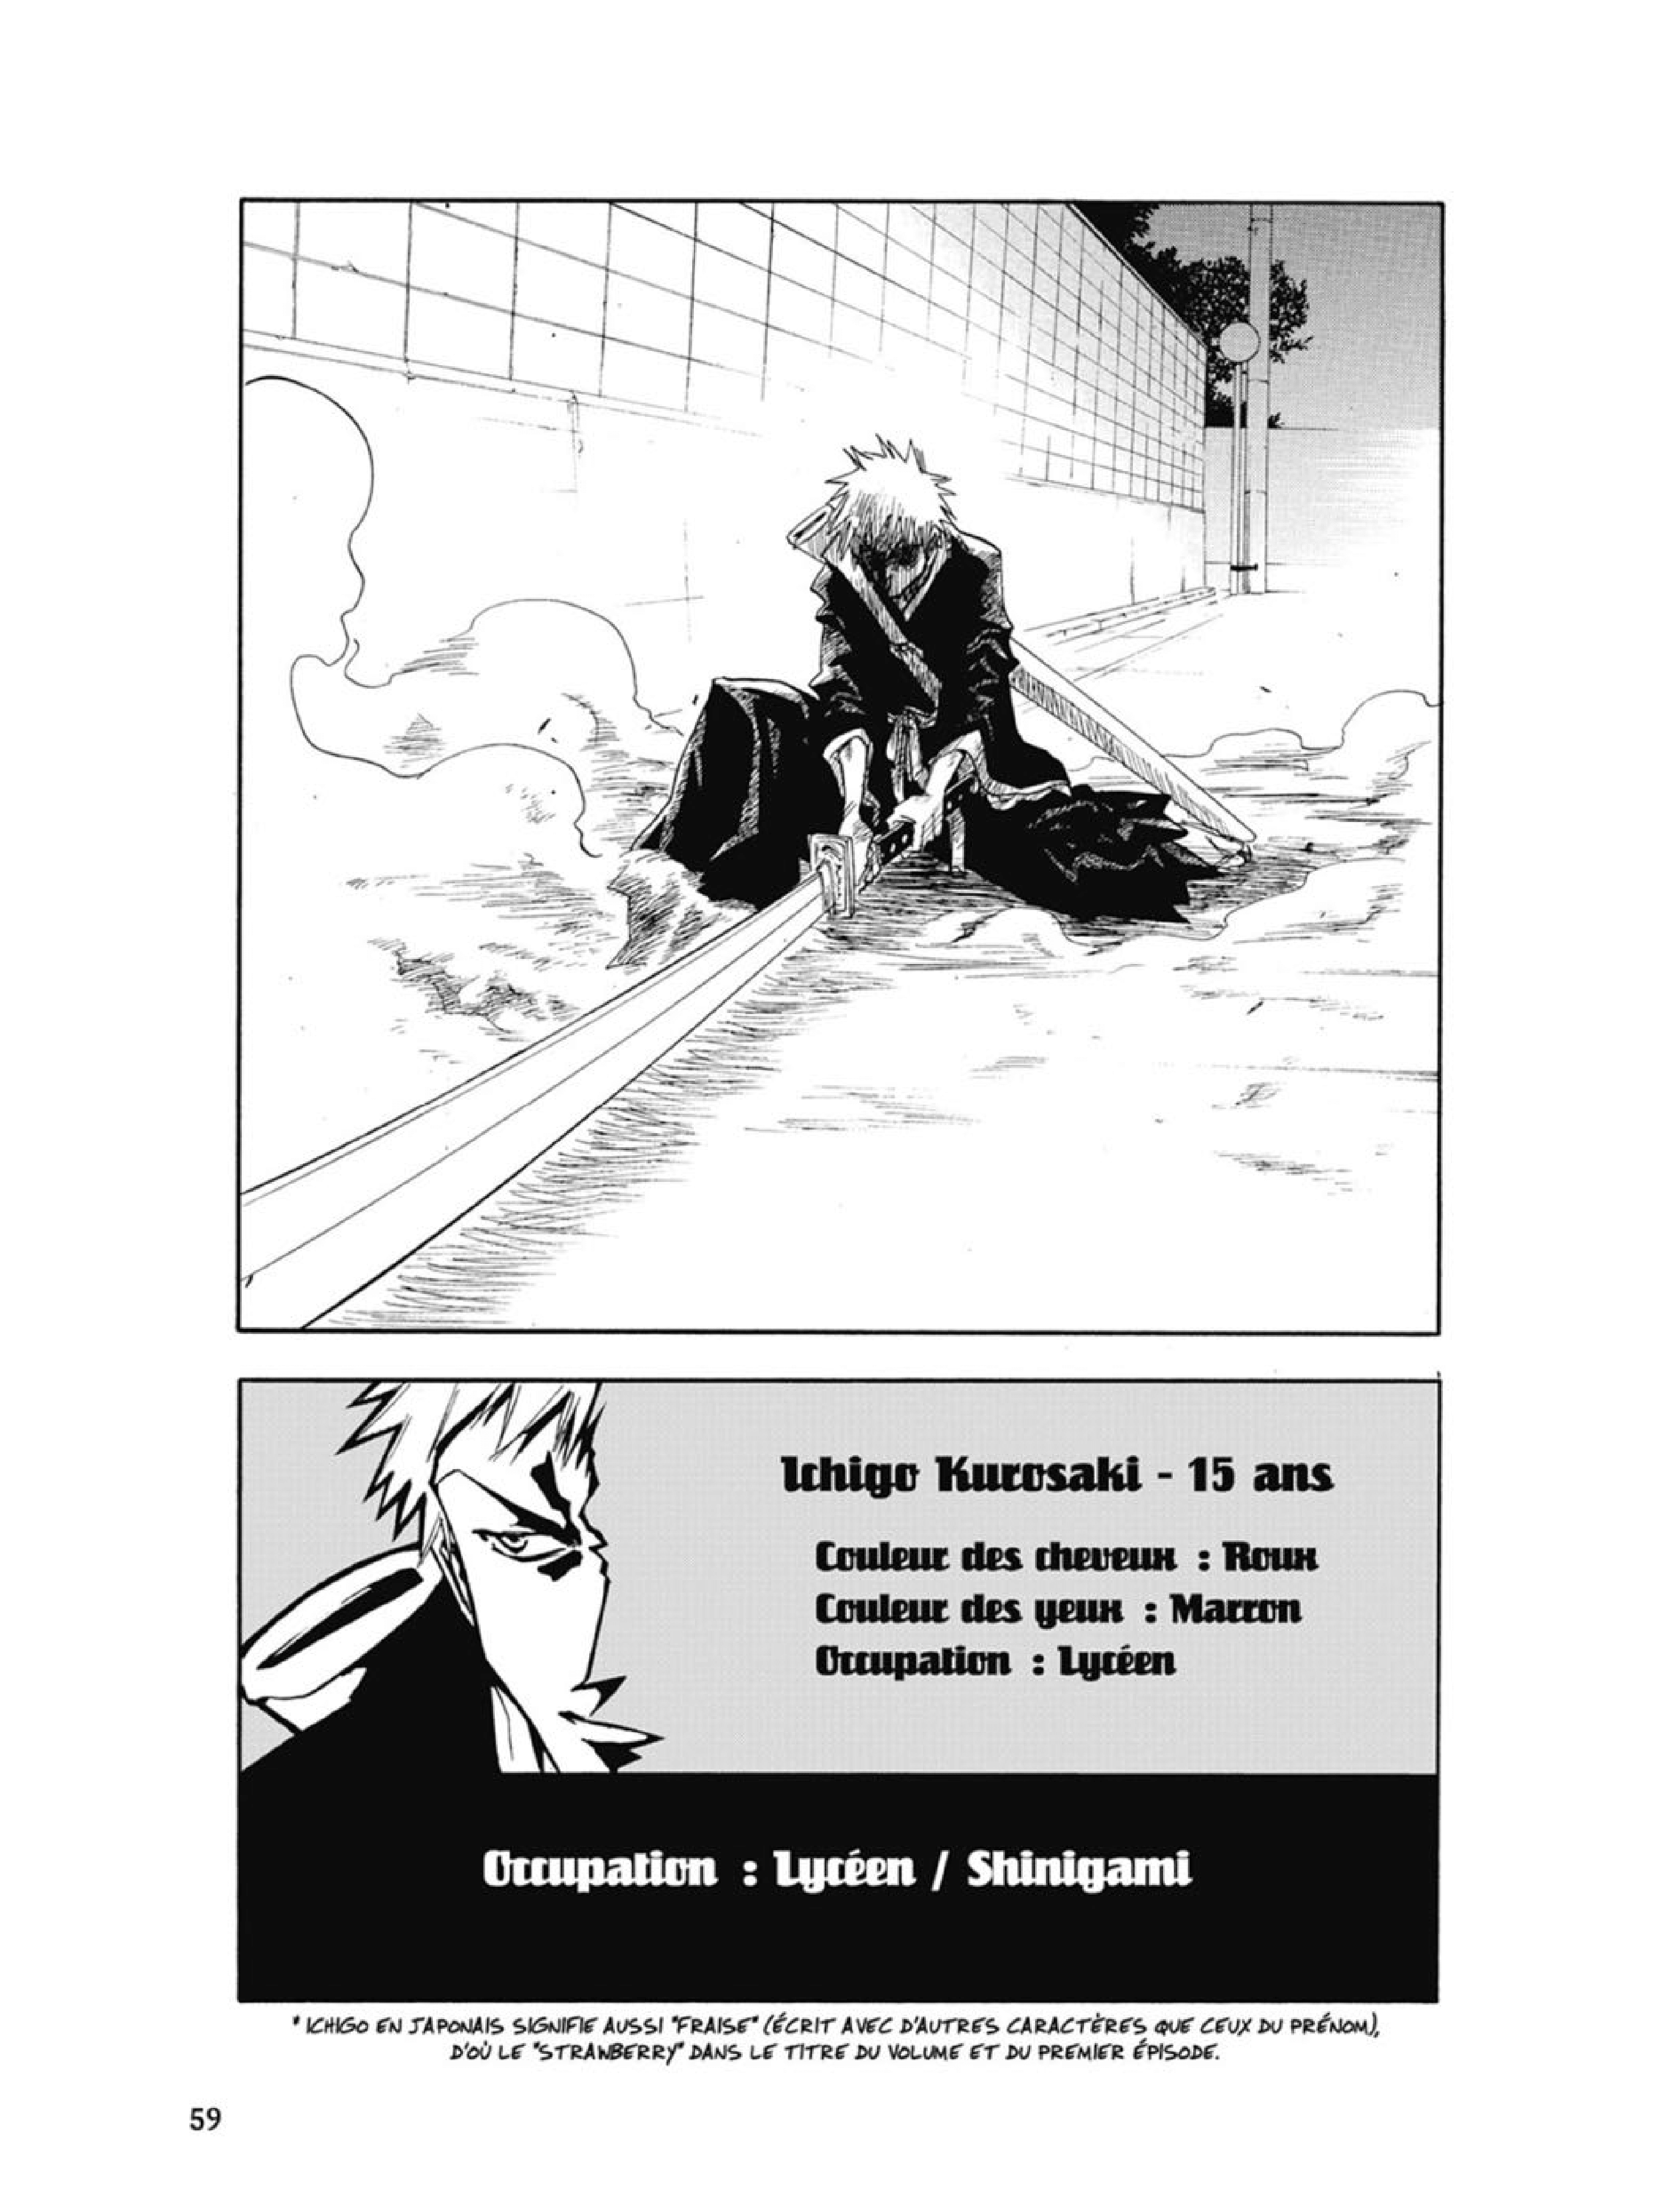 Ichigo Kurosaki - 15 ans
Couleur des cheveux : Roux
Couleur des yeux : Marron
Occupation : Lycéen
Occupation : Lycéen / Shinigami
* ICHIGO EN JAPONAIS SIGNIFIE AUSSI "FRAISE" (ÉCRIT AVEC D'AUTRES CARACTÈRES QUE CEUX DU PRÉNOM),
D'OÙ LE "STRAWBERRY" DANS LE TITRE DU VOLUME ET DU PREMIER ÉPISODE.
59